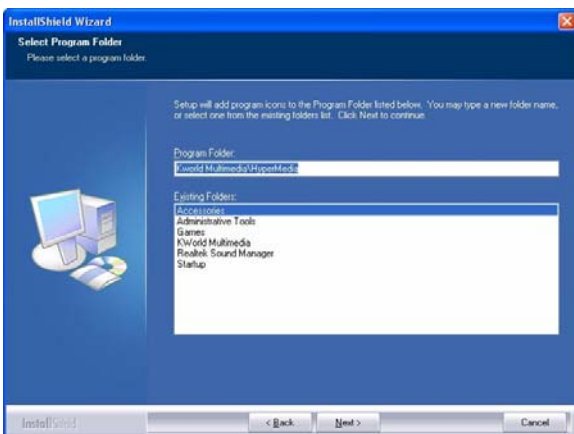 InstallShield Wizard
Select Program Folder
Please select a program folder.
Setup will add program icons to the Program Folder listed below. You may type a new folder name,
or select one from the existing folders list. Click Next to continue.
Program Folder:
Kworld Multimedia\HyperMedia
Existing Folders:
Accessories
Administrative Tools
Games
KWorld Multimedia
Realtek Sound Manager
Startup
InstallShield
< Back
Next >
Cancel